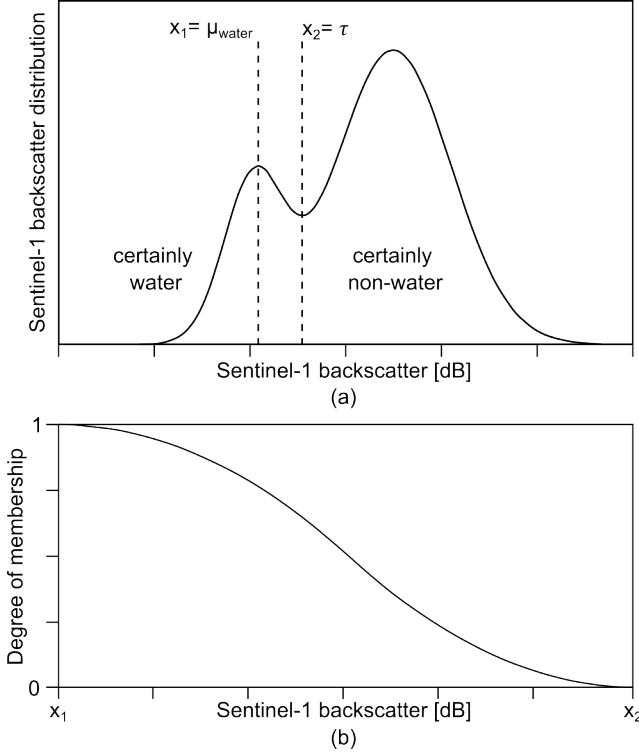 x₁= μwater
x₂= τ
Sentinel-1 backscatter distribution
certainly
water
certainly
non-water
Sentinel-1 backscatter [dB]
(a)
1
Degree of membership
0
x₁
Sentinel-1 backscatter [dB]
x₂
(b)